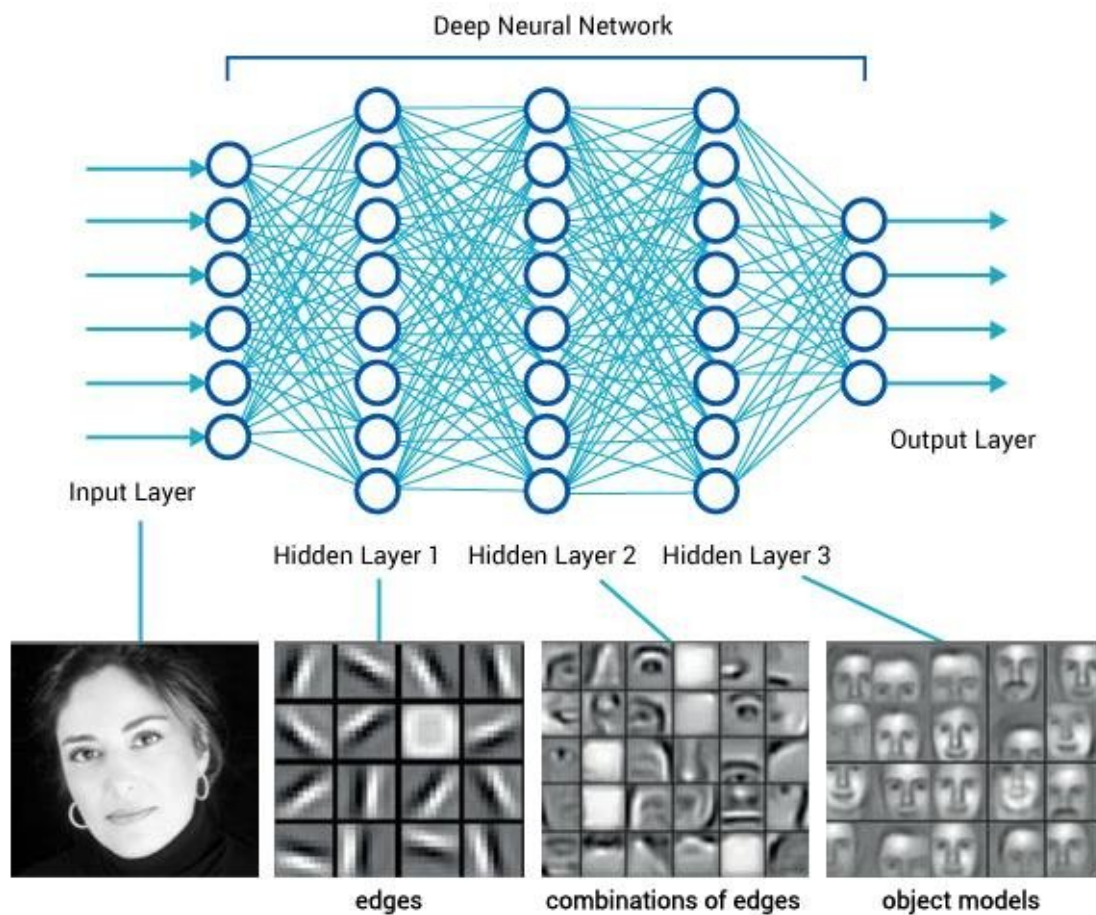 Deep Neural Network
Output Layer
Input Layer
Hidden Layer 1
Hidden Layer 2
Hidden Layer 3
edges
combinations of edges
object models